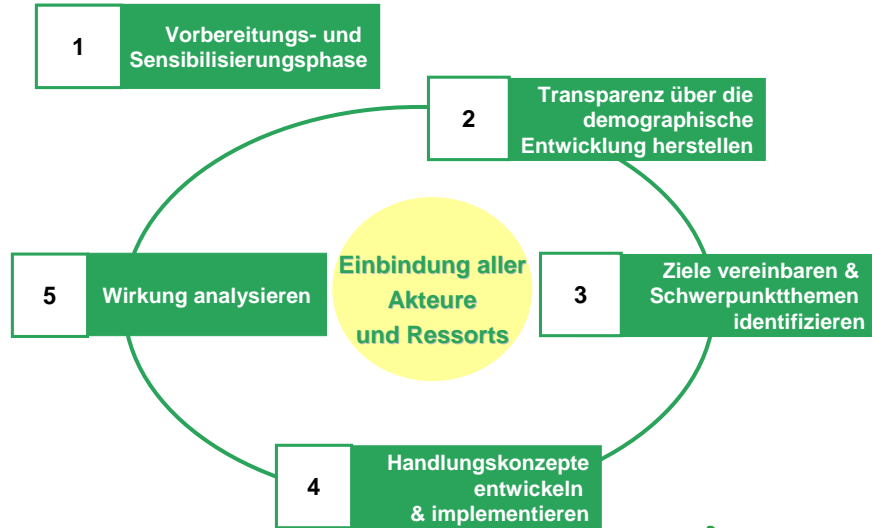 1
Vorbereitungs- und
Sensibilisierungsphase
2
Transparenz über die
demographische
Entwicklung herstellen
3
Ziele vereinbaren &
Schwerpunktthemen
identifizieren
4
Handlungskonzepte
entwickeln
& implementieren
5
Wirkung analysieren
Einbindung aller
Akteure
und Ressorts